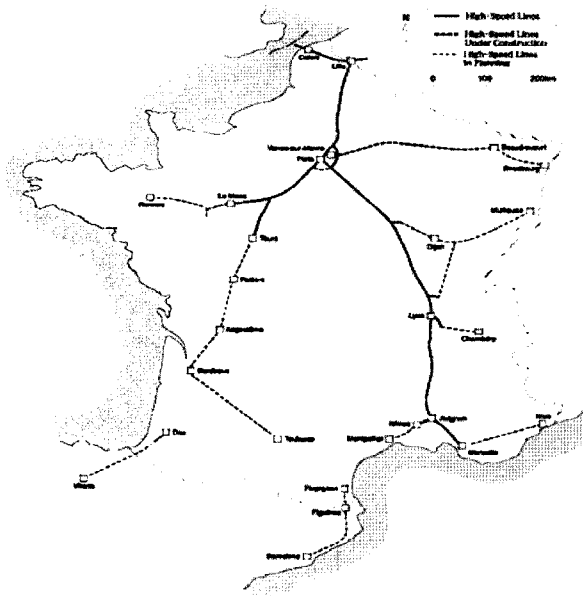 N
High-Speed Lines
High-Speed Lines
Under Construction
High-Speed Lines
In Planning
0 100 200km
Calais
Lille
Paris
Strasbourg
Le Mans
Rennes
Tours
Mulhouse
Dijon
Poitiers
Angoulême
Lyon
Chambéry
Bordeaux
Dax
Toulouse
Nîmes
Avignon
Nice
Montpellier
Marseille
Vitoria
Perpignan
Figueras
Barcelona